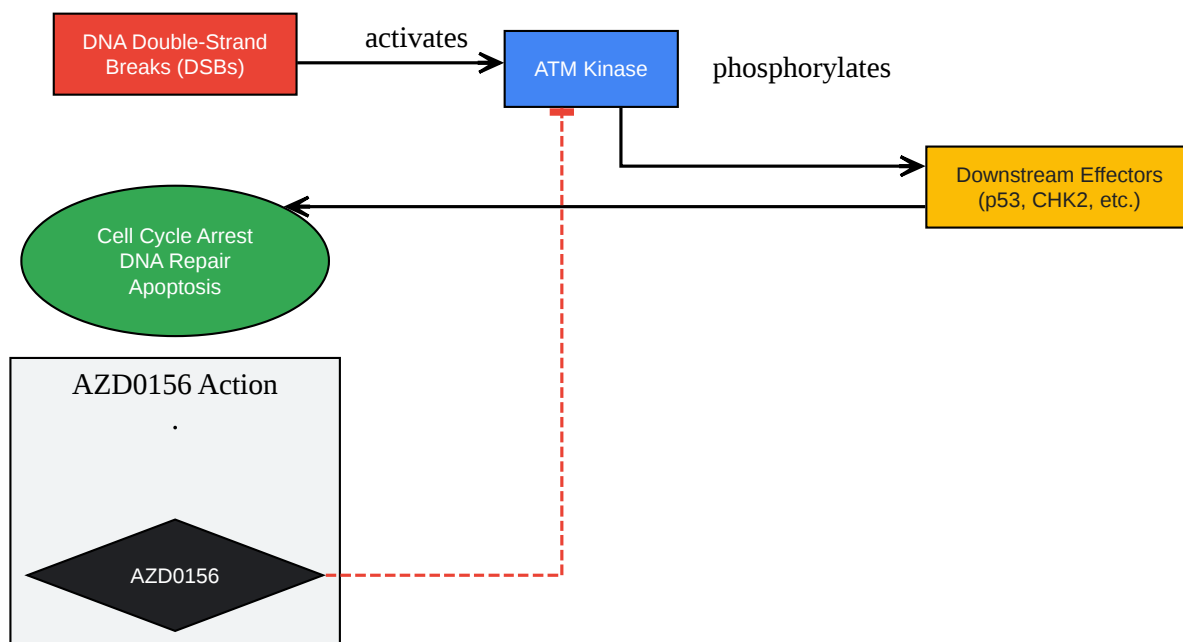 DNA Double-Strand
Breaks (DSBs)
activates
ATM Kinase
phosphorylates
Downstream Effectors
(p53, CHK2, etc.)
Cell Cycle Arrest
DNA Repair
Apoptosis
AZD0156 Action
.
AZD0156